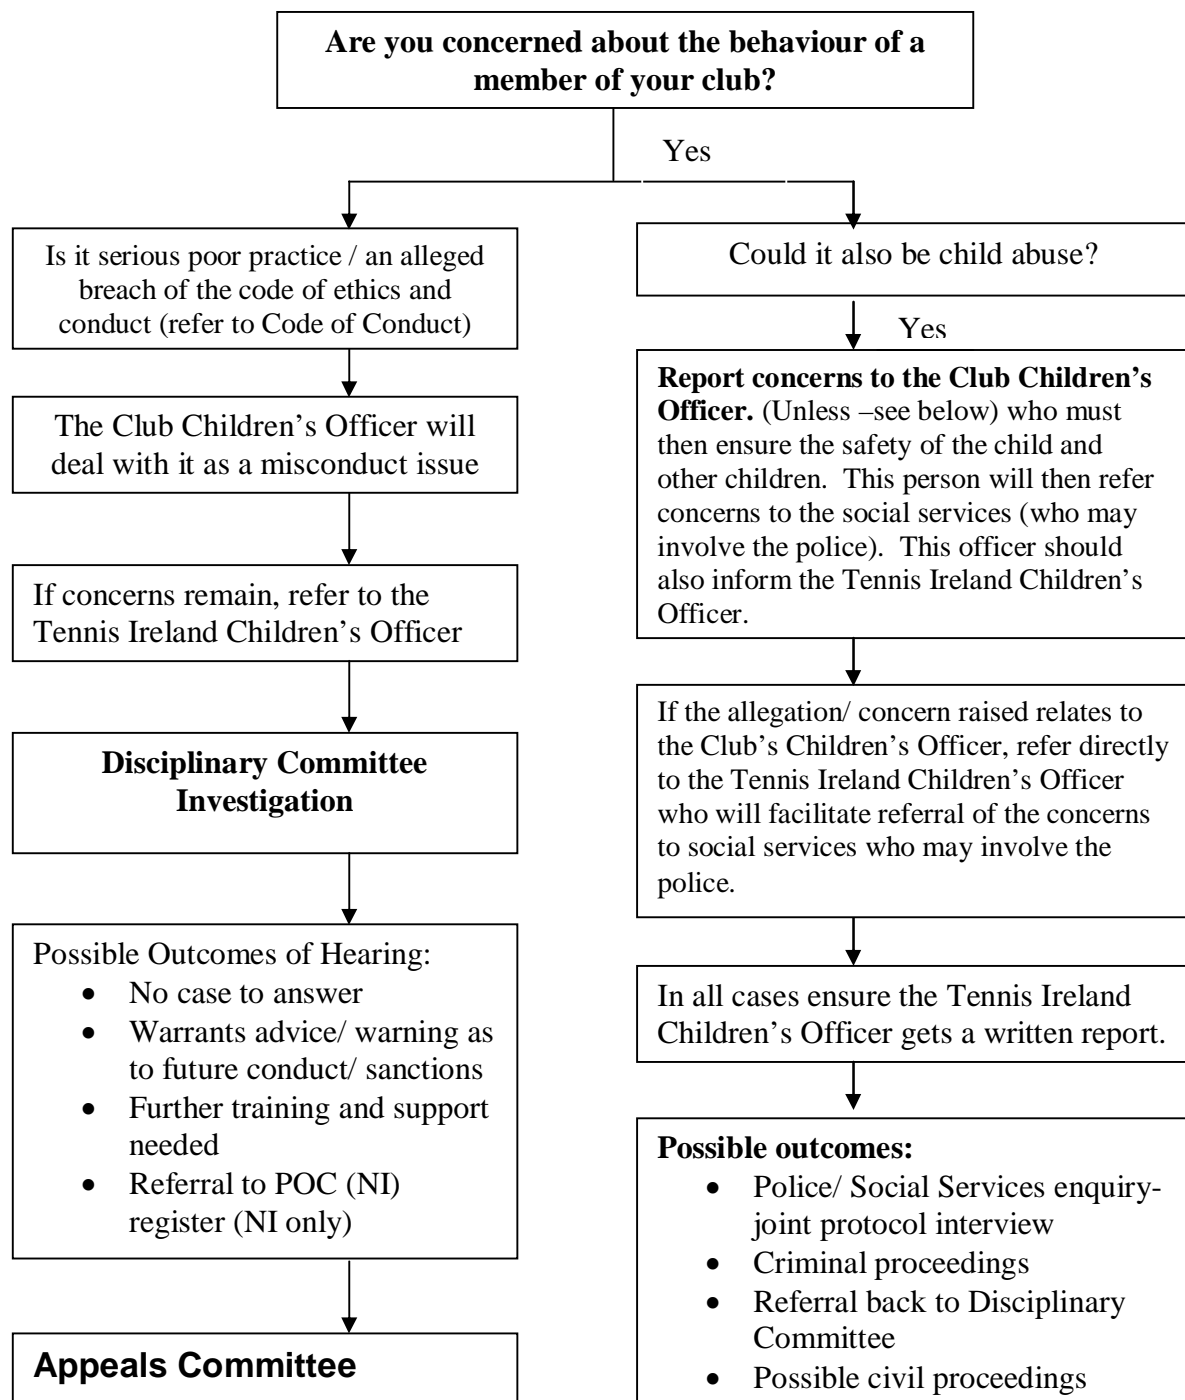 Are you concerned about the behaviour of a
member of your club?
Yes
Is it serious poor practice / an alleged
breach of the code of ethics and
conduct (refer to Code of Conduct)
The Club Children’s Officer will
deal with it as a misconduct issue
If concerns remain, refer to the
Tennis Ireland Children’s Officer
Disciplinary Committee
Investigation
Possible Outcomes of Hearing:
• No case to answer
• Warrants advice/ warning as
to future conduct/ sanctions
• Further training and support
needed
• Referral to POC (NI)
register (NI only)
Appeals Committee
Could it also be child abuse?
Yes
Report concerns to the Club Children’s
Officer. (Unless –see below) who must
then ensure the safety of the child and
other children. This person will then refer
concerns to the social services (who may
involve the police). This officer should
also inform the Tennis Ireland Children’s
Officer.
If the allegation/ concern raised relates to
the Club’s Children’s Officer, refer directly
to the Tennis Ireland Children’s Officer
who will facilitate referral of the concerns
to social services who may involve the
police.
In all cases ensure the Tennis Ireland
Children’s Officer gets a written report.
Possible outcomes:
• Police/ Social Services enquiry-
joint protocol interview
• Criminal proceedings
• Referral back to Disciplinary
Committee
• Possible civil proceedings